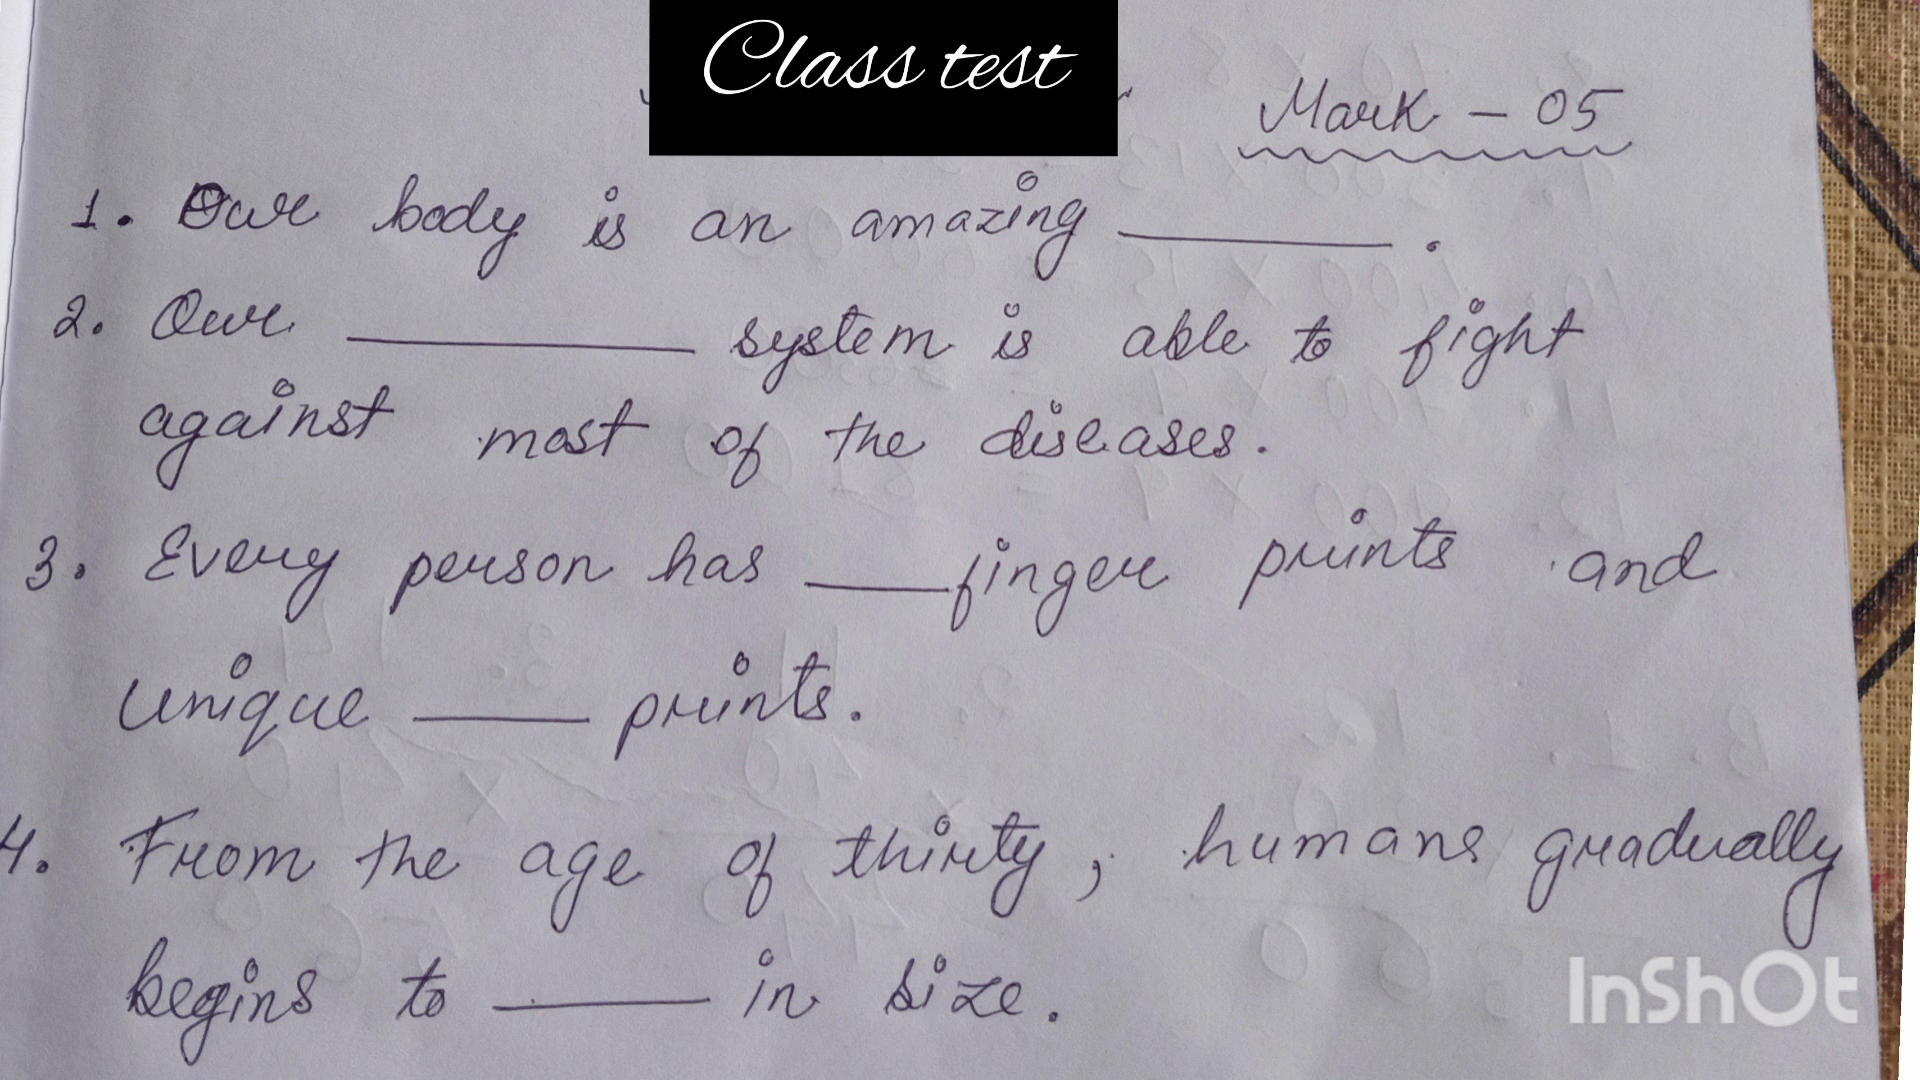 Class test
Mark - 05
1. Our body is an amazing ________ .
2. Our ________ system is able to fight
against most of the diseases.
3. Every person has ____ finger prints and
unique ____ prints.
4. From the age of thirty, humans gradually
begins to ____ in size.
InShOt